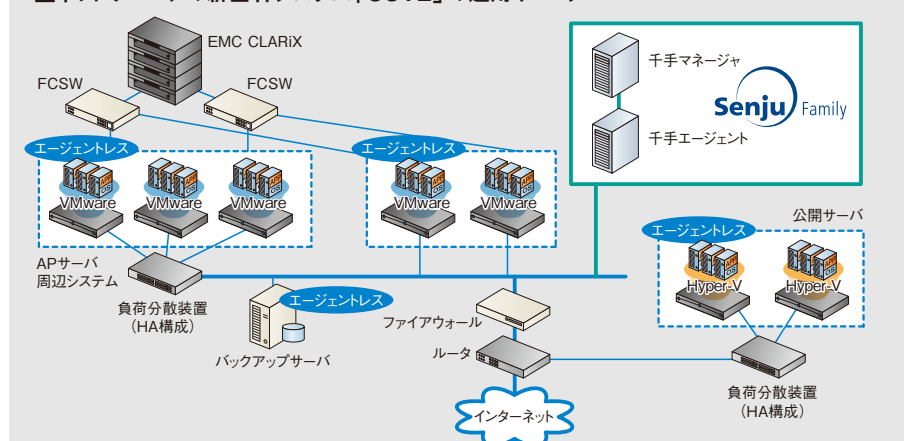 EMC CLARiX
FCSW
FCSW
千手マネージャ
Senju Family
千手エージェント
エージェントレス
エージェントレス
VMware
VMware
VMware
VMware
VMware
公開サーバ
エージェントレス
Hyper-V
Hyper-V
APサーバ
周辺システム
負荷分散装置
（HA構成）
エージェントレス
バックアップサーバ
ファイアウォール
ルータ
インターネット
負荷分散装置
（HA構成）